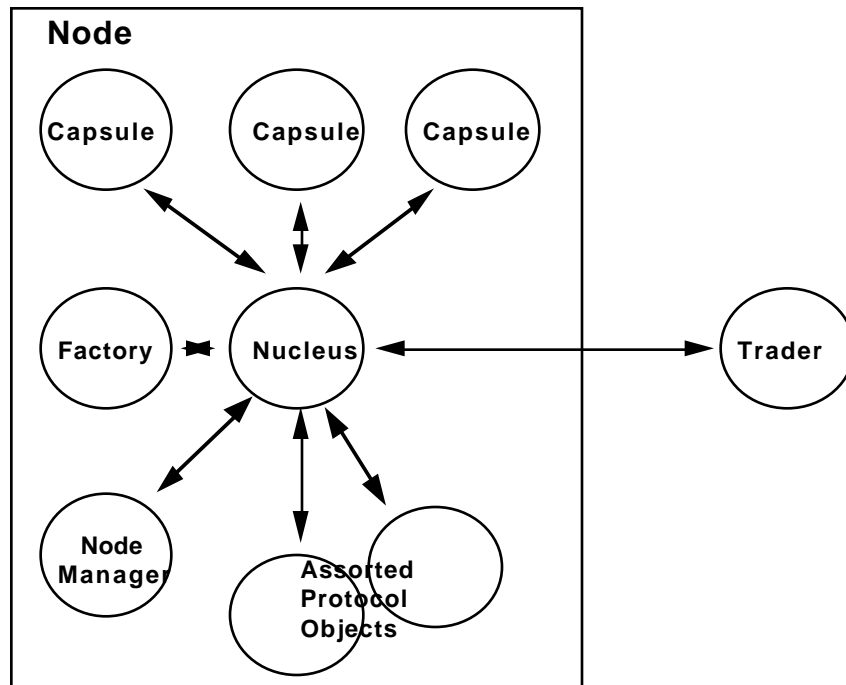 Node
Capsule
Capsule
Capsule
Factory
Nucleus
Trader
Node
Manager
Assorted
Protocol
Objects